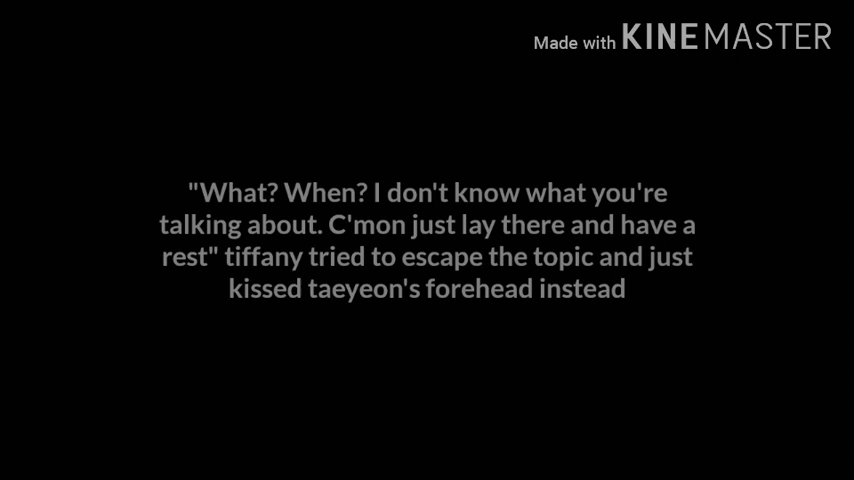 Made with KINEMASTER
"What? When? I don't know what you're
talking about. C'mon just lay there and have a
rest" tiffany tried to escape the topic and just
kissed taeyeon's forehead instead